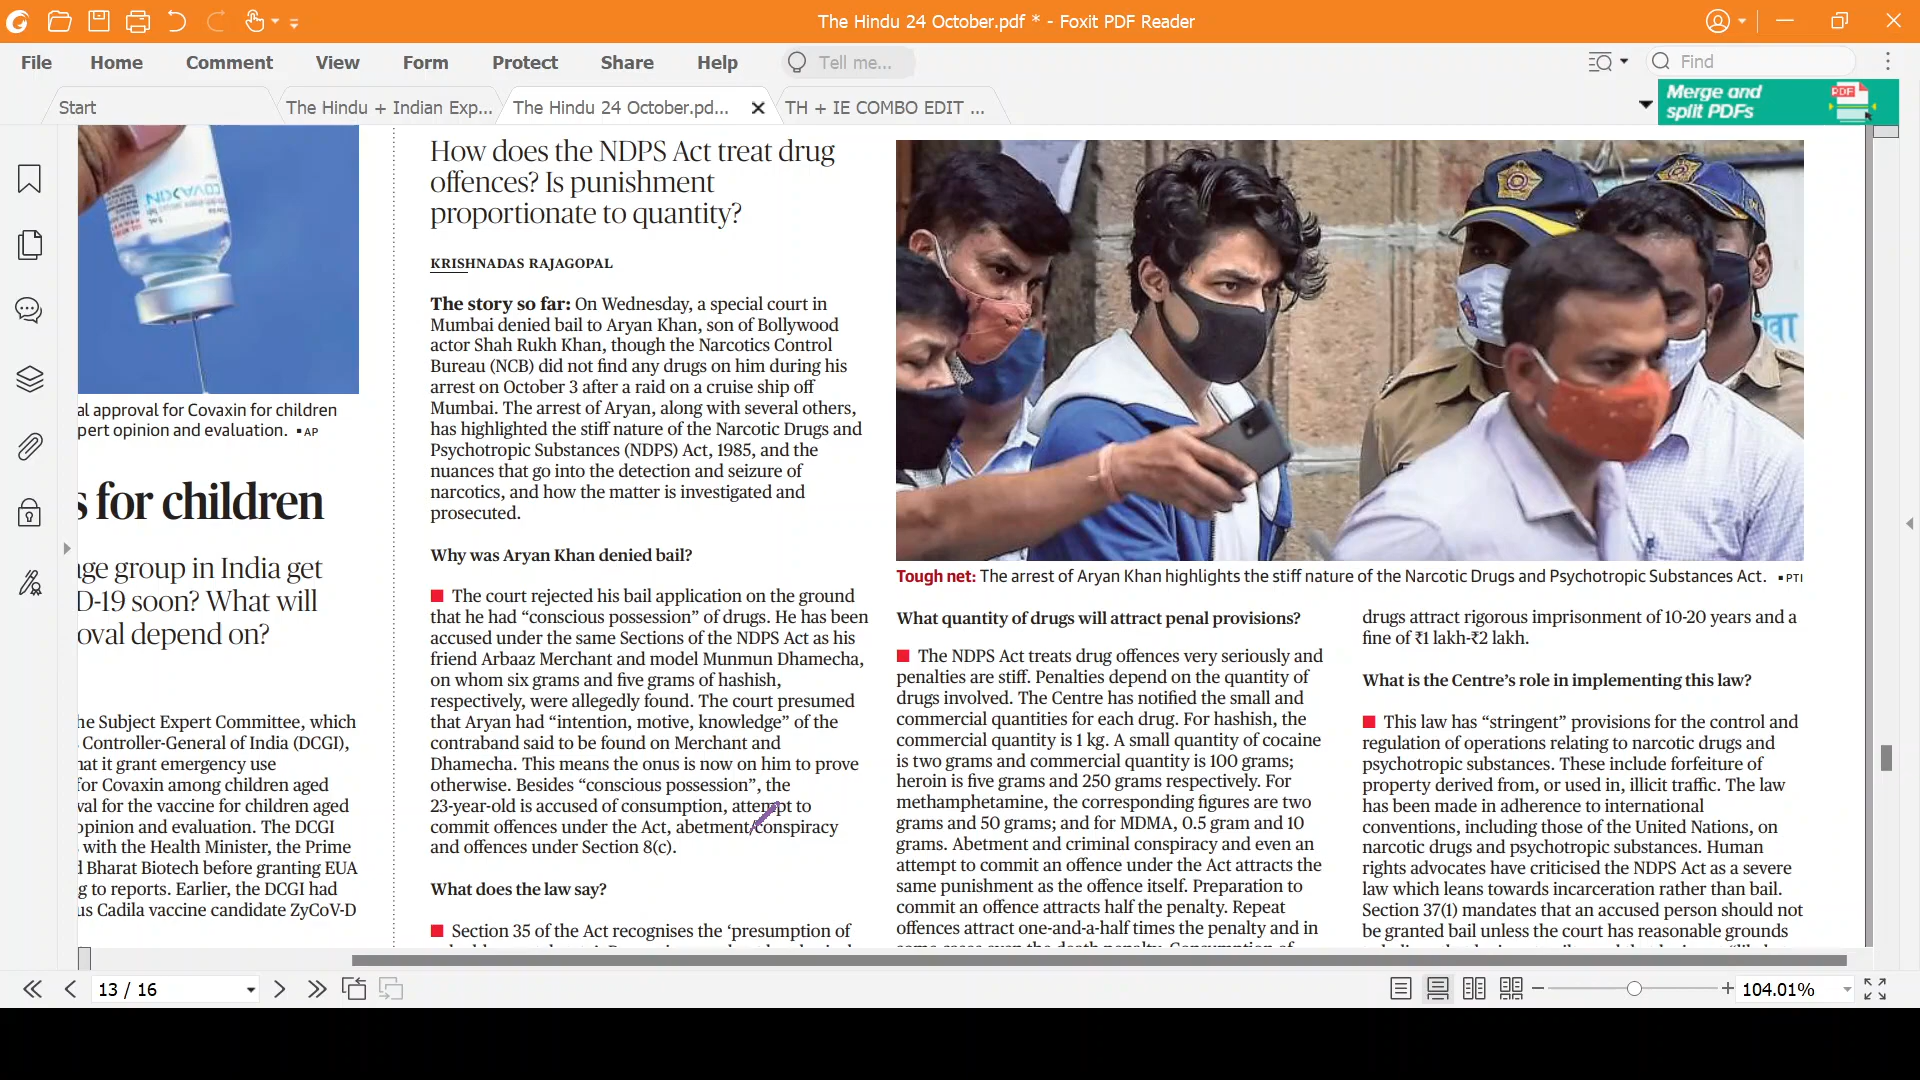 The Hindu 24 October.pdf * - Foxit PDF Reader
File Home Comment View Form Protect Share Help Tell me... Find
Start
The Hindu + Indian Exp...
The Hindu 24 October.pd...
TH + IE COMBO EDIT ...
Merge and
split PDFs
PDF
al approval for Covaxin for children
pert opinion and evaluation. ▪ AP
s for children
age group in India get
D-19 soon? What will
oval depend on?
he Subject Expert Committee, which
Controller-General of India (DCGI),
hat it grant emergency use
for Covaxin among children aged
val for the vaccine for children aged
opinion and evaluation. The DCGI
with the Health Minister, the Prime
d Bharat Biotech before granting EUA
g to reports. Earlier, the DCGI had
us Cadila vaccine candidate ZyCoV-D
How does the NDPS Act treat drug
offences? Is punishment
proportionate to quantity?
KRISHNADAS RAJAGOPAL
The story so far: On Wednesday, a special court in
Mumbai denied bail to Aryan Khan, son of Bollywood
actor Shah Rukh Khan, though the Narcotics Control
Bureau (NCB) did not find any drugs on him during his
arrest on October 3 after a raid on a cruise ship off
Mumbai. The arrest of Aryan, along with several others,
has highlighted the stiff nature of the Narcotic Drugs and
Psychotropic Substances (NDPS) Act, 1985, and the
nuances that go into the detection and seizure of
narcotics, and how the matter is investigated and
prosecuted.
Why was Aryan Khan denied bail?
■ The court rejected his bail application on the ground
that he had “conscious possession” of drugs. He has been
accused under the same Sections of the NDPS Act as his
friend Arbaaz Merchant and model Munmun Dhamecha,
on whom six grams and five grams of hashish,
respectively, were allegedly found. The court presumed
that Aryan had “intention, motive, knowledge” of the
contraband said to be found on Merchant and
Dhamecha. This means the onus is now on him to prove
otherwise. Besides “conscious possession”, the
23-year-old is accused of consumption, attempt to
commit offences under the Act, abetment/conspiracy
and offences under Section 8(c).
What does the law say?
■ Section 35 of the Act recognises the ‘presumption of
Tough net: The arrest of Aryan Khan highlights the stiff nature of the Narcotic Drugs and Psychotropic Substances Act. ▪ PTI
What quantity of drugs will attract penal provisions?
■ The NDPS Act treats drug offences very seriously and
penalties are stiff. Penalties depend on the quantity of
drugs involved. The Centre has notified the small and
commercial quantities for each drug. For hashish, the
commercial quantity is 1 kg. A small quantity of cocaine
is two grams and commercial quantity is 100 grams;
heroin is five grams and 250 grams respectively. For
methamphetamine, the corresponding figures are two
grams and 50 grams; and for MDMA, 0.5 gram and 10
grams. Abetment and criminal conspiracy and even an
attempt to commit an offence under the Act attracts the
same punishment as the offence itself. Preparation to
commit an offence attracts half the penalty. Repeat
offences attract one-and-a-half times the penalty and in
drugs attract rigorous imprisonment of 10-20 years and a
fine of ₹1 lakh-₹2 lakh.
What is the Centre’s role in implementing this law?
■ This law has “stringent” provisions for the control and
regulation of operations relating to narcotic drugs and
psychotropic substances. These include forfeiture of
property derived from, or used in, illicit traffic. The law
has been made in adherence to international
conventions, including those of the United Nations, on
narcotic drugs and psychotropic substances. Human
rights advocates have criticised the NDPS Act as a severe
law which leans towards incarceration rather than bail.
Section 37(1) mandates that an accused person should not
be granted bail unless the court has reasonable grounds
13 / 16
104.01%